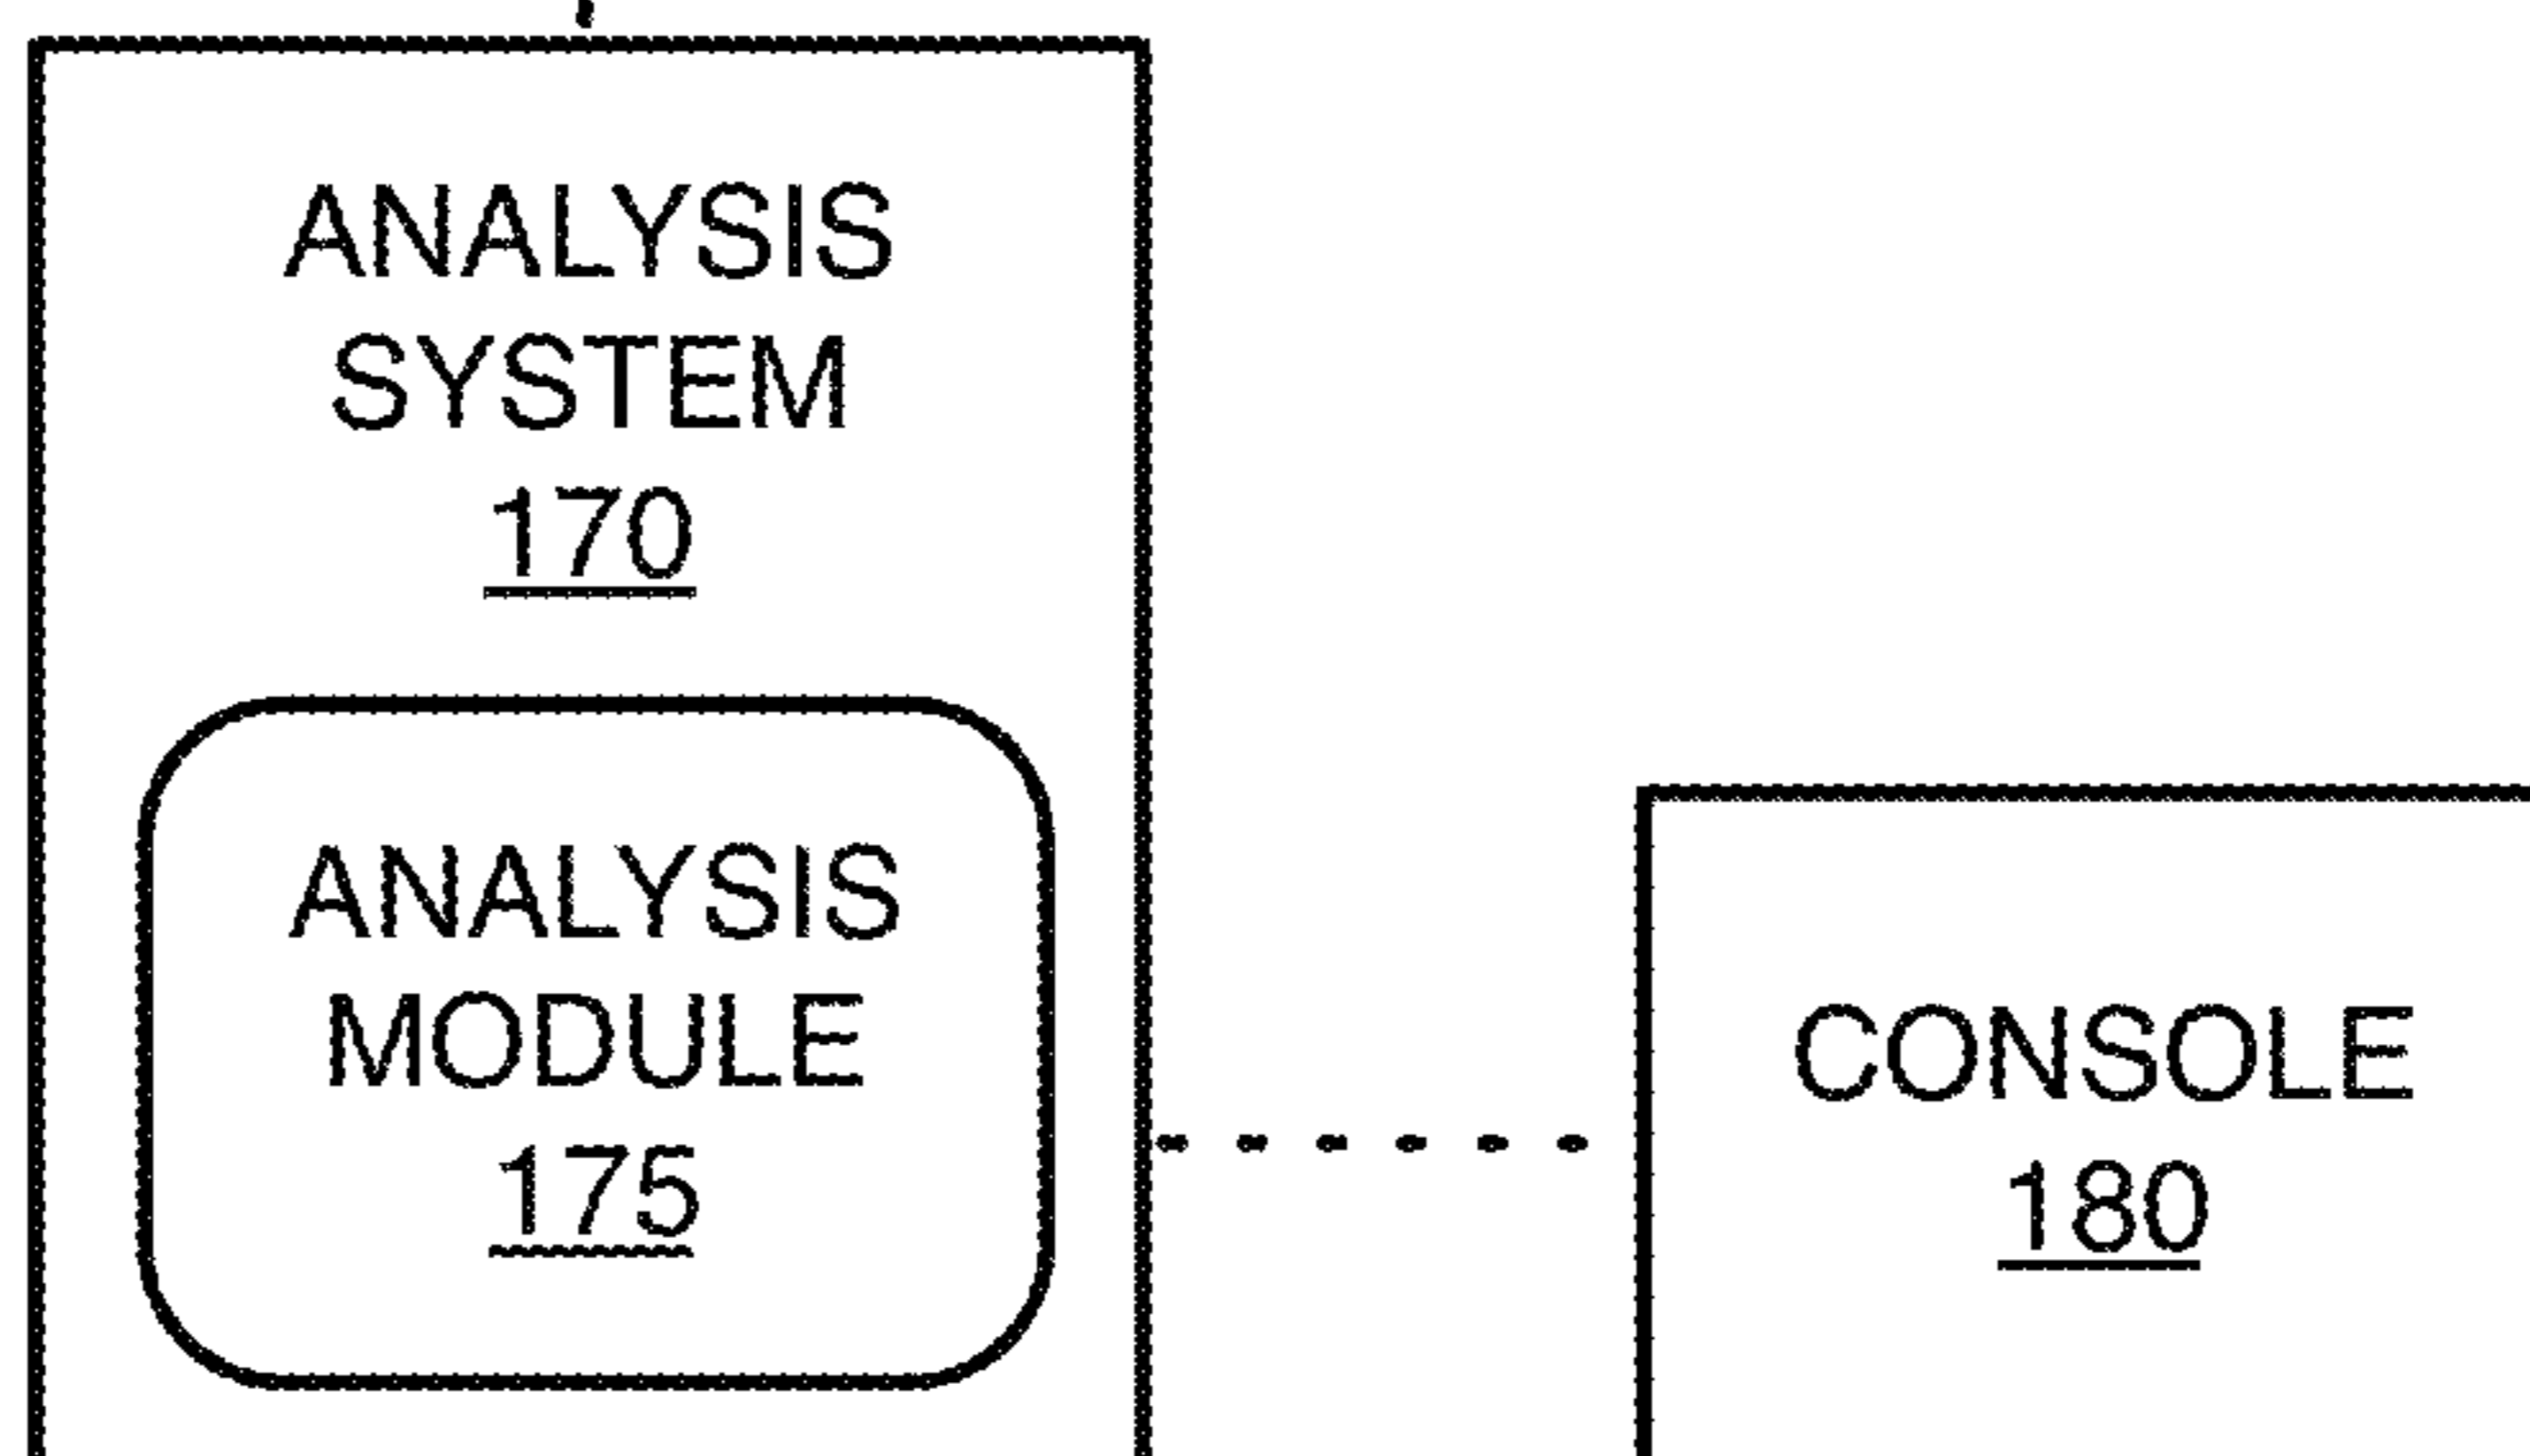 ANALYSIS
SYSTEM
170
ANALYSIS
MODULE
175
CONSOLE
180